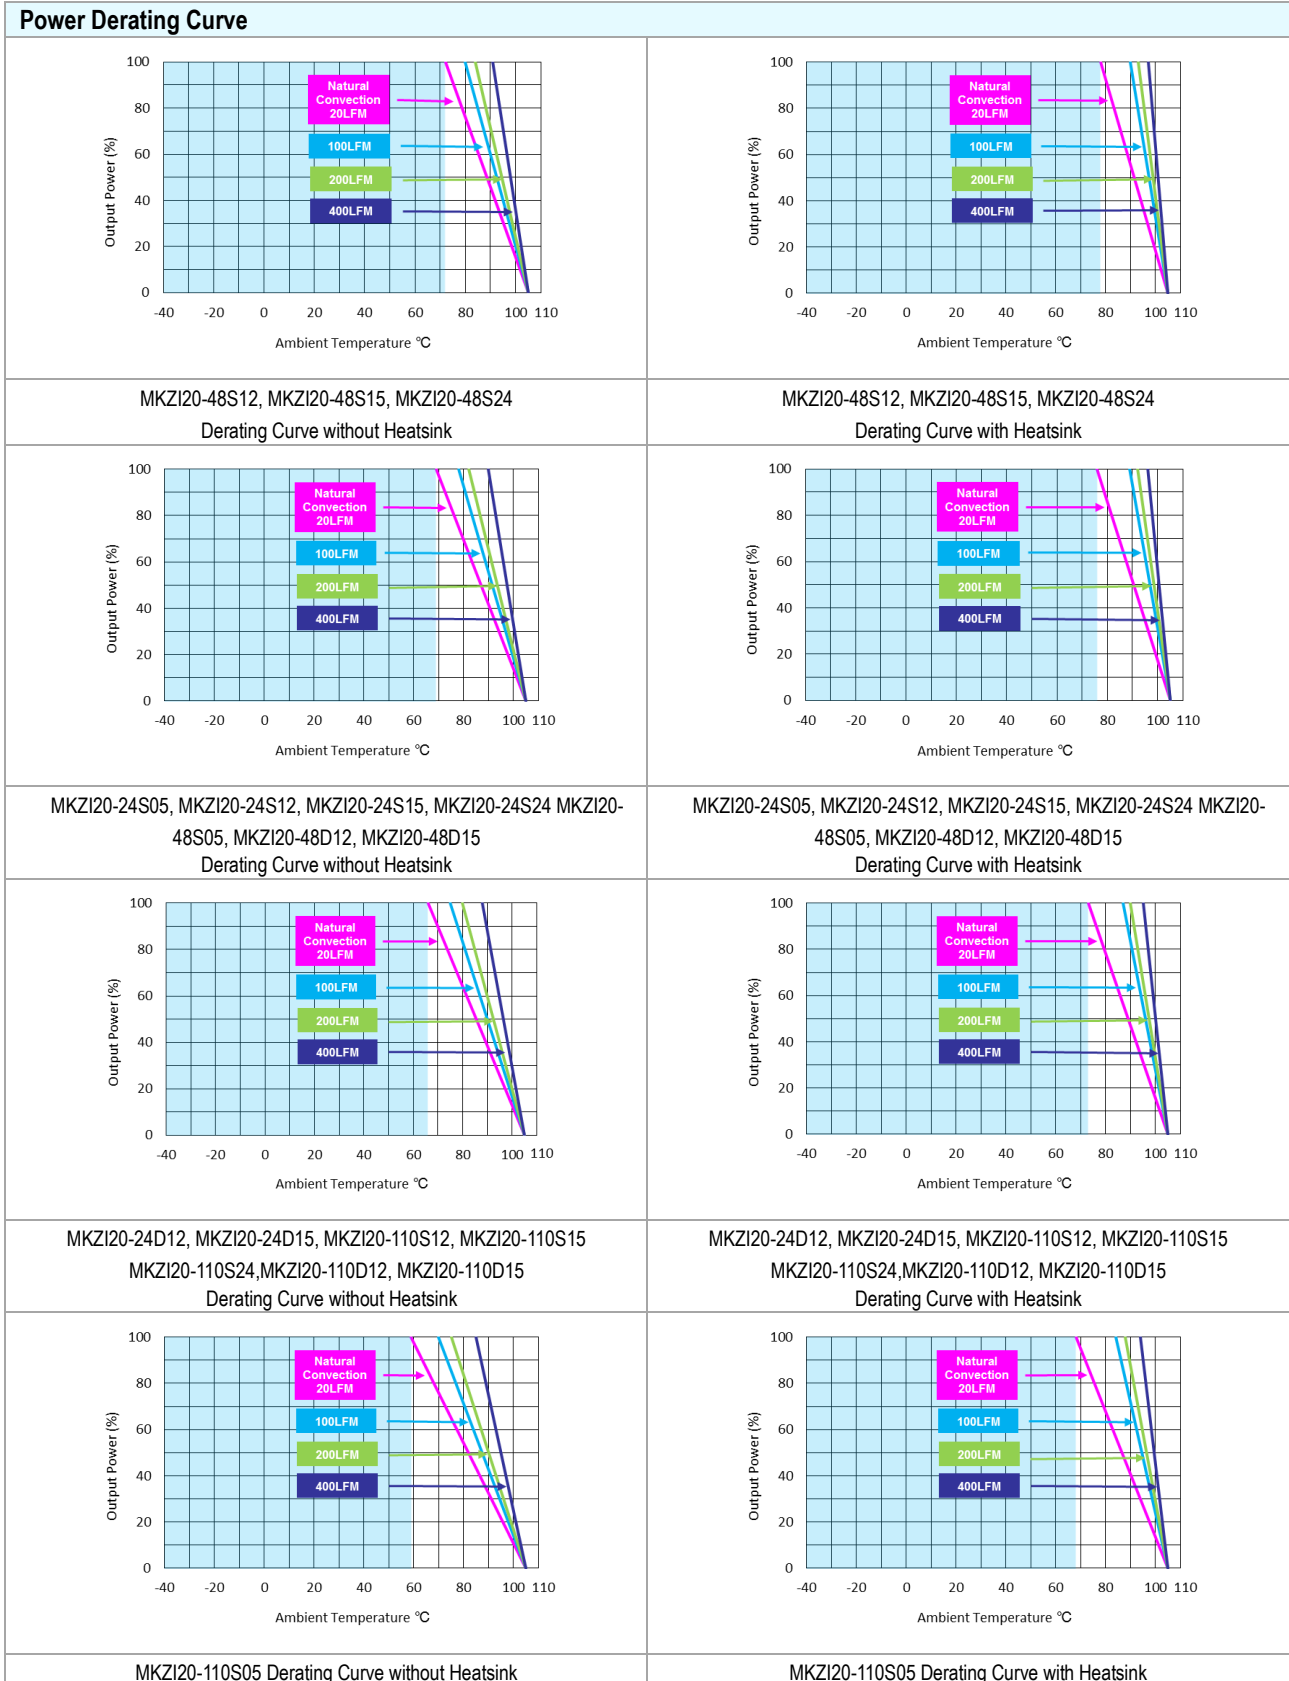 Power Derating Curve
100
80
60
40
20
0
Output Power (%)
Natural
Convection
20LFM
100LFM
200LFM
400LFM
-40 -20 0 20 40 60 80 100 110
Ambient Temperature °C
MKZI20-48S12, MKZI20-48S15, MKZI20-48S24
Derating Curve without Heatsink
100
80
60
40
20
0
Output Power (%)
Natural
Convection
20LFM
100LFM
200LFM
400LFM
-40 -20 0 20 40 60 80 100 110
Ambient Temperature °C
MKZI20-48S12, MKZI20-48S15, MKZI20-48S24
Derating Curve with Heatsink
100
80
60
40
20
0
Output Power (%)
Natural
Convection
20LFM
100LFM
200LFM
400LFM
-40 -20 0 20 40 60 80 100 110
Ambient Temperature °C
MKZI20-24S05, MKZI20-24S12, MKZI20-24S15, MKZI20-24S24 MKZI20-
48S05, MKZI20-48D12, MKZI20-48D15
Derating Curve without Heatsink
100
80
60
40
20
0
Output Power (%)
Natural
Convection
20LFM
100LFM
200LFM
400LFM
-40 -20 0 20 40 60 80 100 110
Ambient Temperature °C
MKZI20-24S05, MKZI20-24S12, MKZI20-24S15, MKZI20-24S24 MKZI20-
48S05, MKZI20-48D12, MKZI20-48D15
Derating Curve with Heatsink
100
80
60
40
20
0
Output Power (%)
Natural
Convection
20LFM
100LFM
200LFM
400LFM
-40 -20 0 20 40 60 80 100 110
Ambient Temperature °C
MKZI20-24D12, MKZI20-24D15, MKZI20-110S12, MKZI20-110S15
MKZI20-110S24,MKZI20-110D12, MKZI20-110D15
Derating Curve without Heatsink
100
80
60
40
20
0
Output Power (%)
Natural
Convection
20LFM
100LFM
200LFM
400LFM
-40 -20 0 20 40 60 80 100 110
Ambient Temperature °C
MKZI20-24D12, MKZI20-24D15, MKZI20-110S12, MKZI20-110S15
MKZI20-110S24,MKZI20-110D12, MKZI20-110D15
Derating Curve with Heatsink
100
80
60
40
20
0
Output Power (%)
Natural
Convection
20LFM
100LFM
200LFM
400LFM
-40 -20 0 20 40 60 80 100 110
Ambient Temperature °C
MKZI20-110S05 Derating Curve without Heatsink
100
80
60
40
20
0
Output Power (%)
Natural
Convection
20LFM
100LFM
200LFM
400LFM
-40 -20 0 20 40 60 80 100 110
Ambient Temperature °C
MKZI20-110S05 Derating Curve with Heatsink